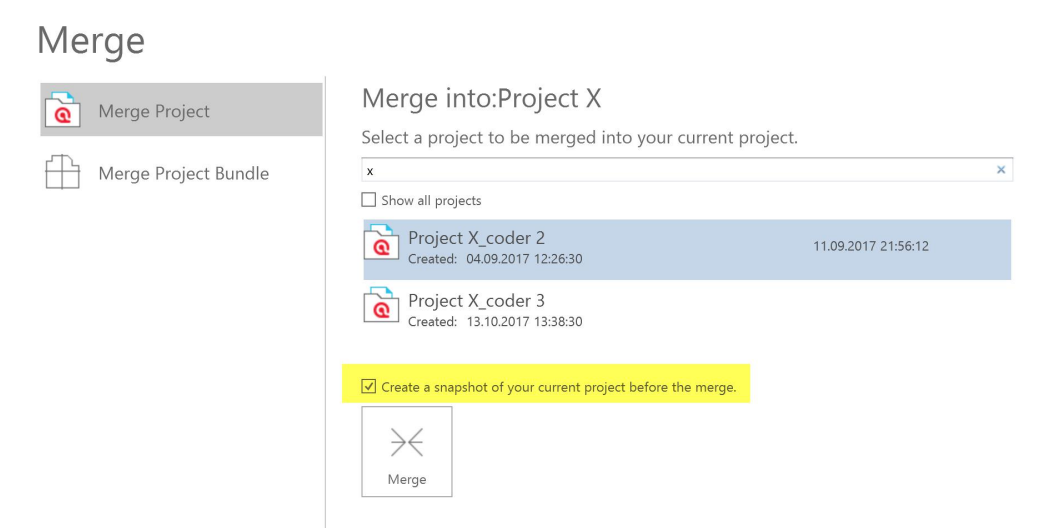 Merge
Merge Project
Merge Project Bundle
Merge into:Project X
Select a project to be merged into your current project.
x
Show all projects
Project X_coder 2
11.09.2017 21:56:12
Created: 04.09.2017 12:26:30
Project X_coder 3
Created: 13.10.2017 13:38:30
Create a snapshot of your current project before the merge.
Merge